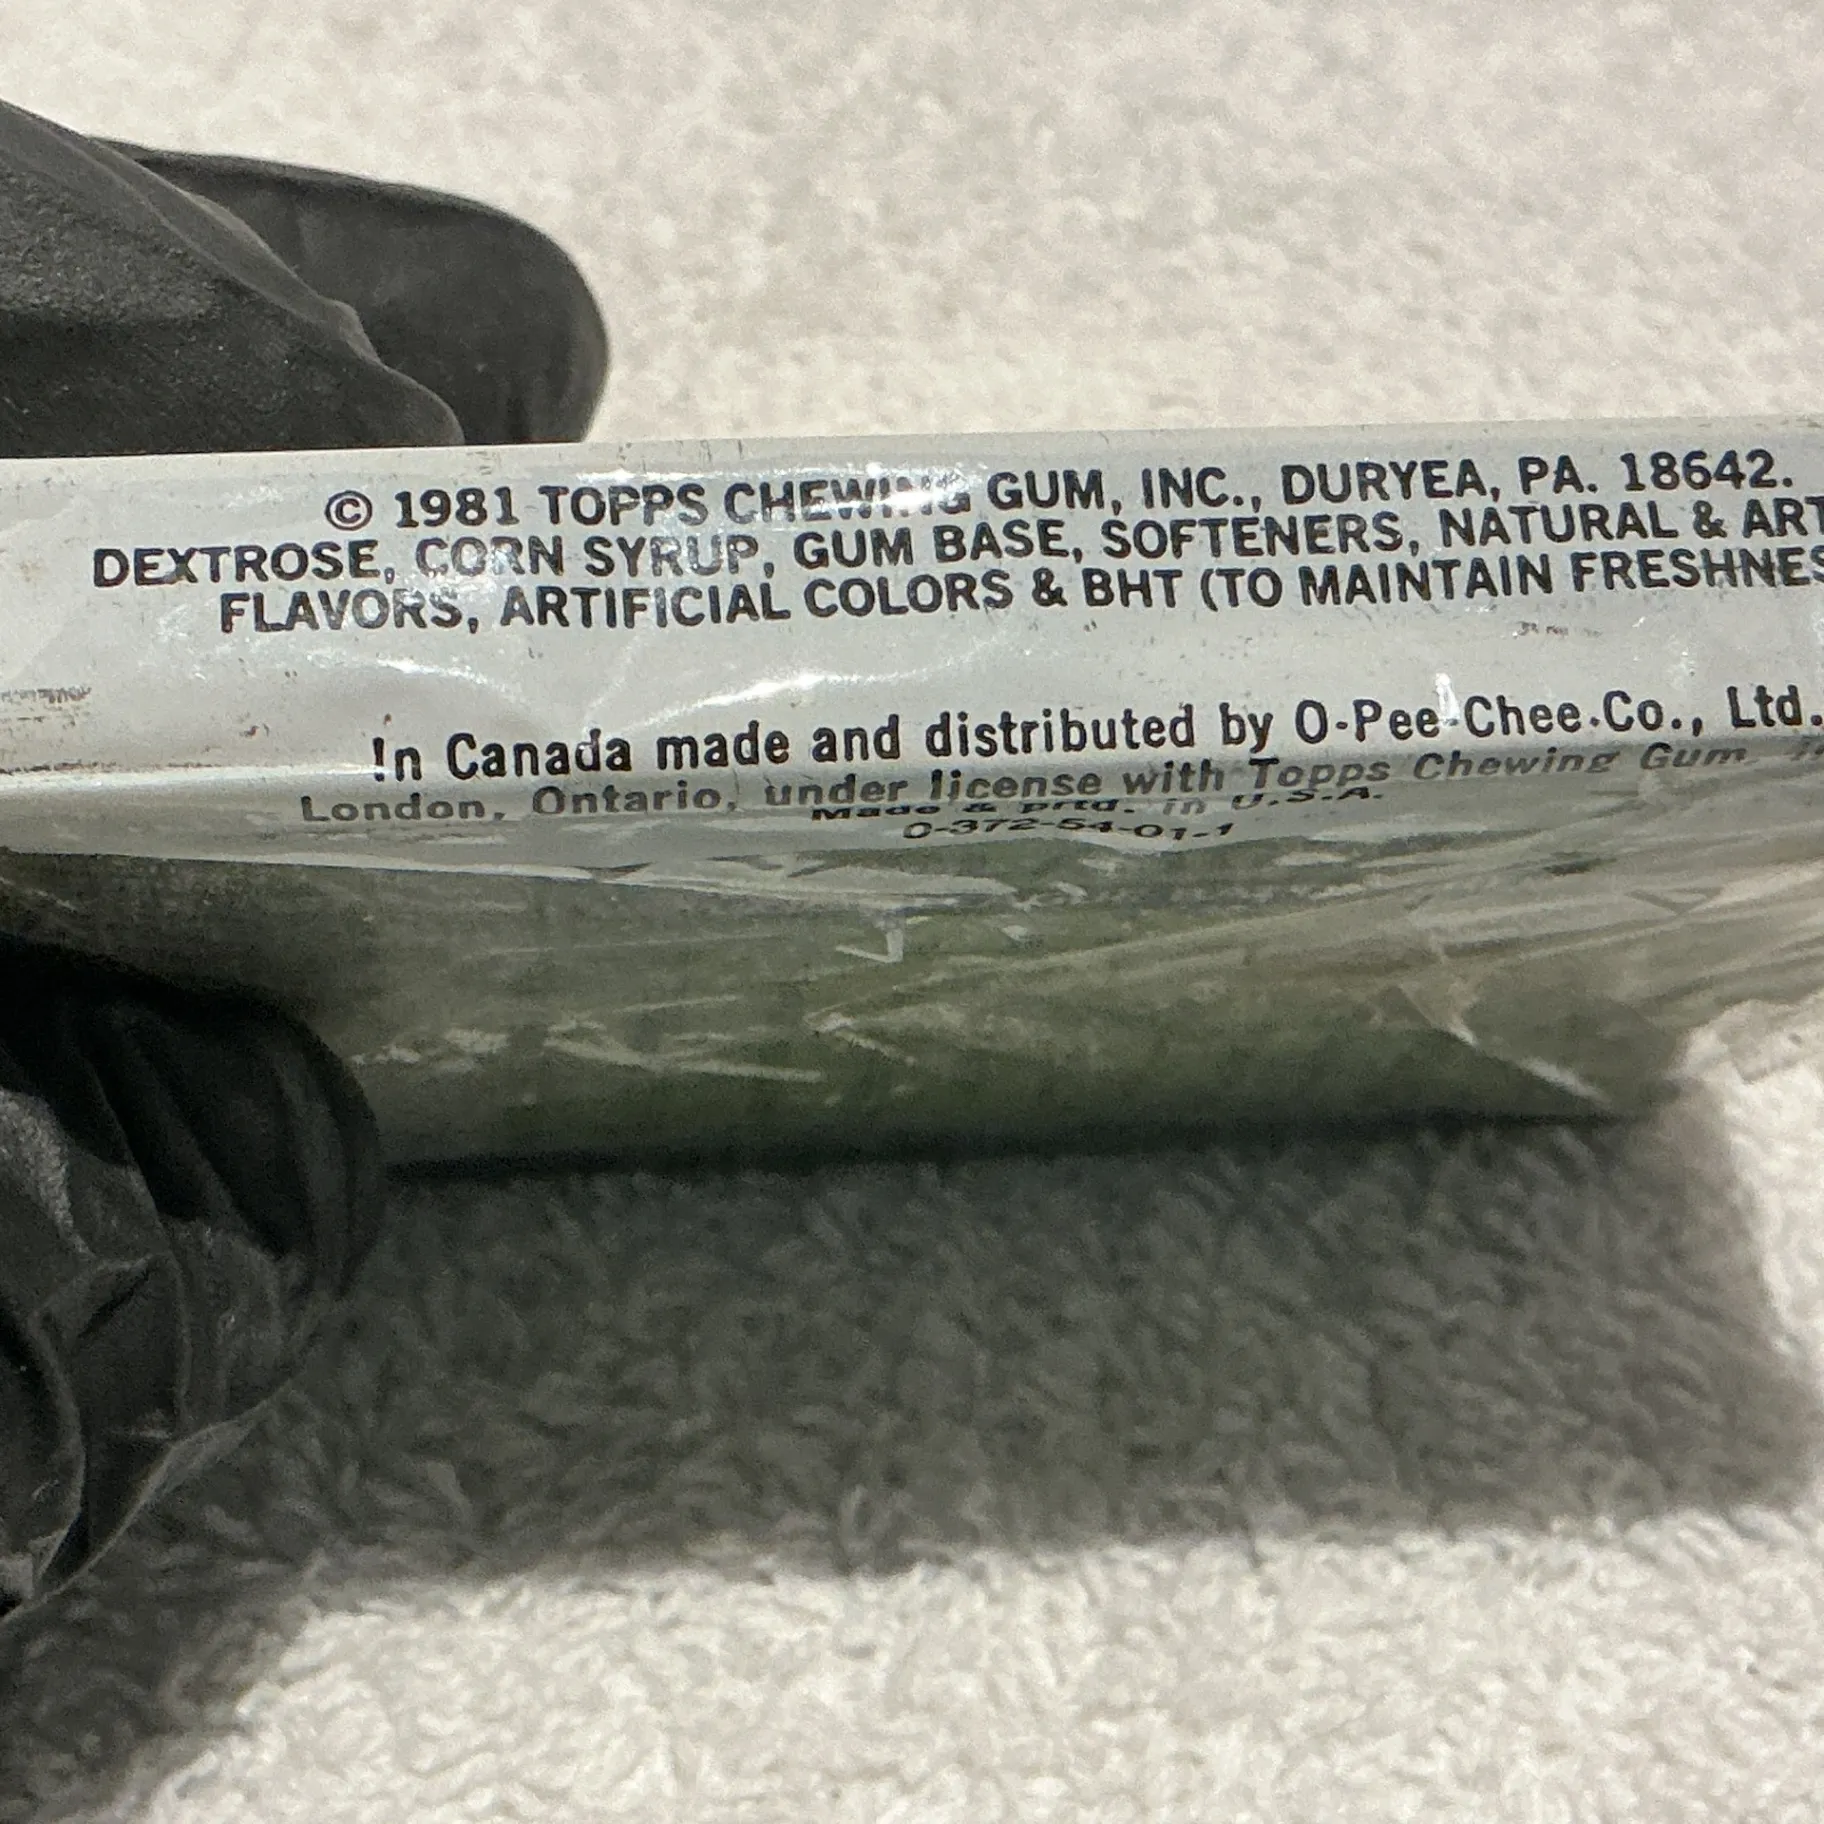 © 1981 TOPPS CHEWING GUM, INC., DURYEA, PA. 18642.
DEXTROSE, CORN SYRUP, GUM BASE, SOFTENERS, NATURAL & ART
FLAVORS, ARTIFICIAL COLORS & BHT (TO MAINTAIN FRESHNES
In Canada made and distributed by O-Pee-Chee.Co., Ltd.
London, Ontario, under license with Topps Chewing Gum
Made & prtd. in U.S.A.
0-372-54-01-1